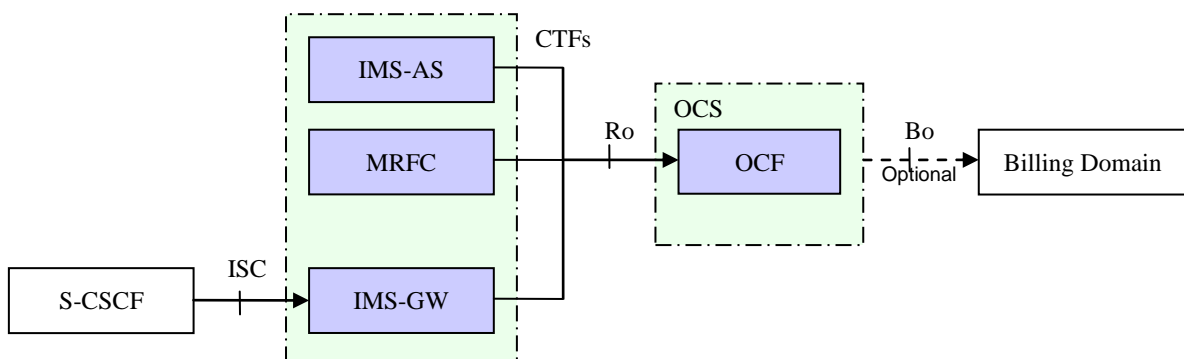 CTFs
IMS-AS
OCS
Ro
Bo
MRFC
OCF
Optional
Billing Domain
ISC
S-CSCF
IMS-GW